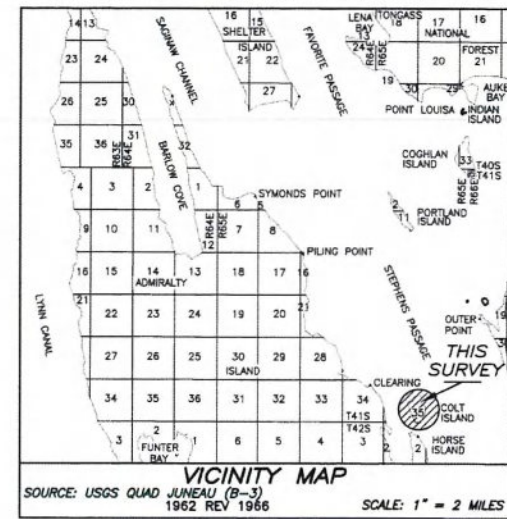 14 13
16
15
SHELTER
ISLAND
21 22
27
SAGINAW CHANNEL
FAVORITE PASSAGE
LENA
BAY
TONGASS
13
24
R64E
R65E
18 17 16
NATIONAL
FOREST
20 21
19
30 29
AUKE
BAY
POINT LOUISA
INDIAN
ISLAND
23 24
26 25 30
35 36
R63E
R64E
31
32
BARLOW COVE
COGHLAN
ISLAND
33
T40S
T41S
R65E
R66E
4 3 2 1
SYMONDS POINT
6 5
11
PORTLAND
ISLAND
9 10 11
12
R64E
R65E
7 8
PILING POINT
16 15 14 13 18 17 16
ADMIRALTY
LYNN CANAL
21
22 23 24 19 20 21
STEPHENS PASSAGE
OUTER
POINT
19
THIS
SURVEY
27 26 25 30 29 28
ISLAND
CLEARING
34 35 36 31 32 33 34
T41S
T42S
35
COLT
ISLAND
HORSE
ISLAND
3 2 1 6 5 4 3 2 2
FUNTER
BAY
VICINITY MAP
SOURCE: USGS QUAD JUNEAU (B-3)
1962 REV 1966
SCALE: 1" = 2 MILES